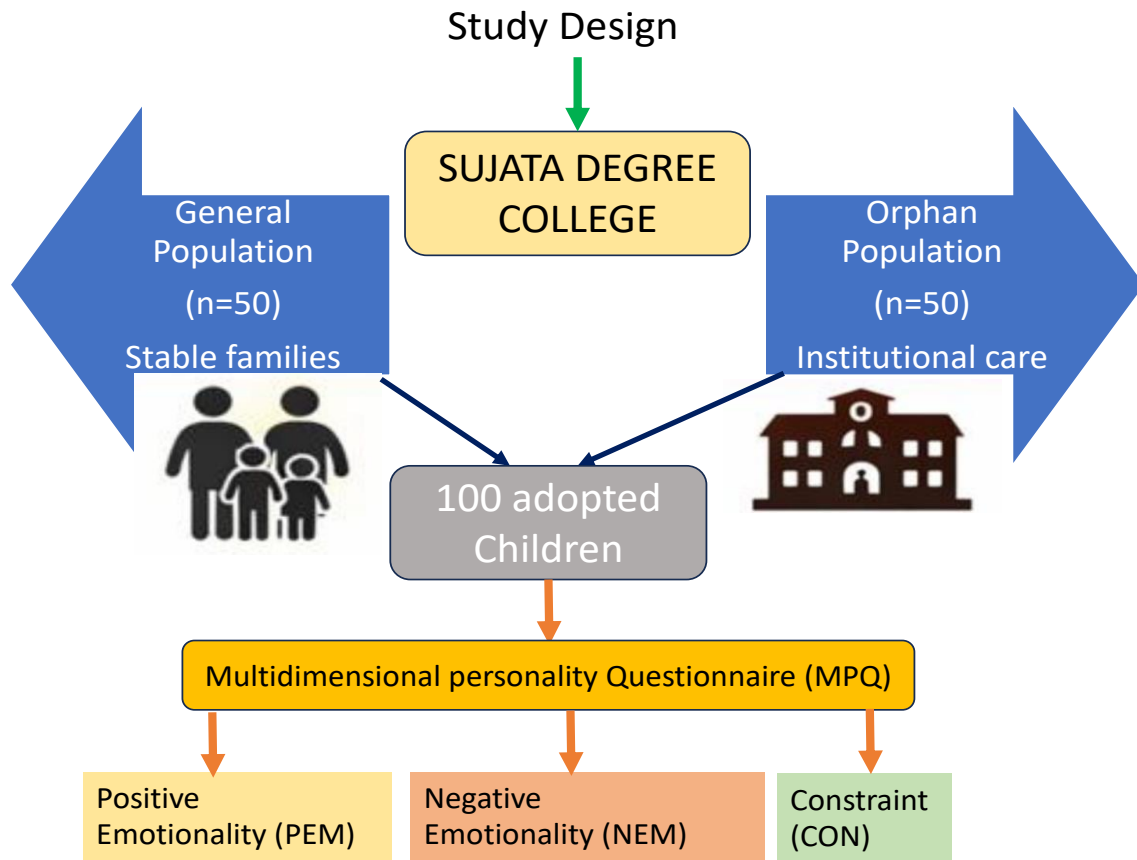 Study Design
SUJATA DEGREE
COLLEGE
General
Population
(n=50)
Stable families
Orphan
Population
(n=50)
Institutional care
100 adopted
Children
Multidimensional personality Questionnaire (MPQ)
Positive
Emotionality (PEM)
Negative
Emotionality (NEM)
Constraint
(CON)